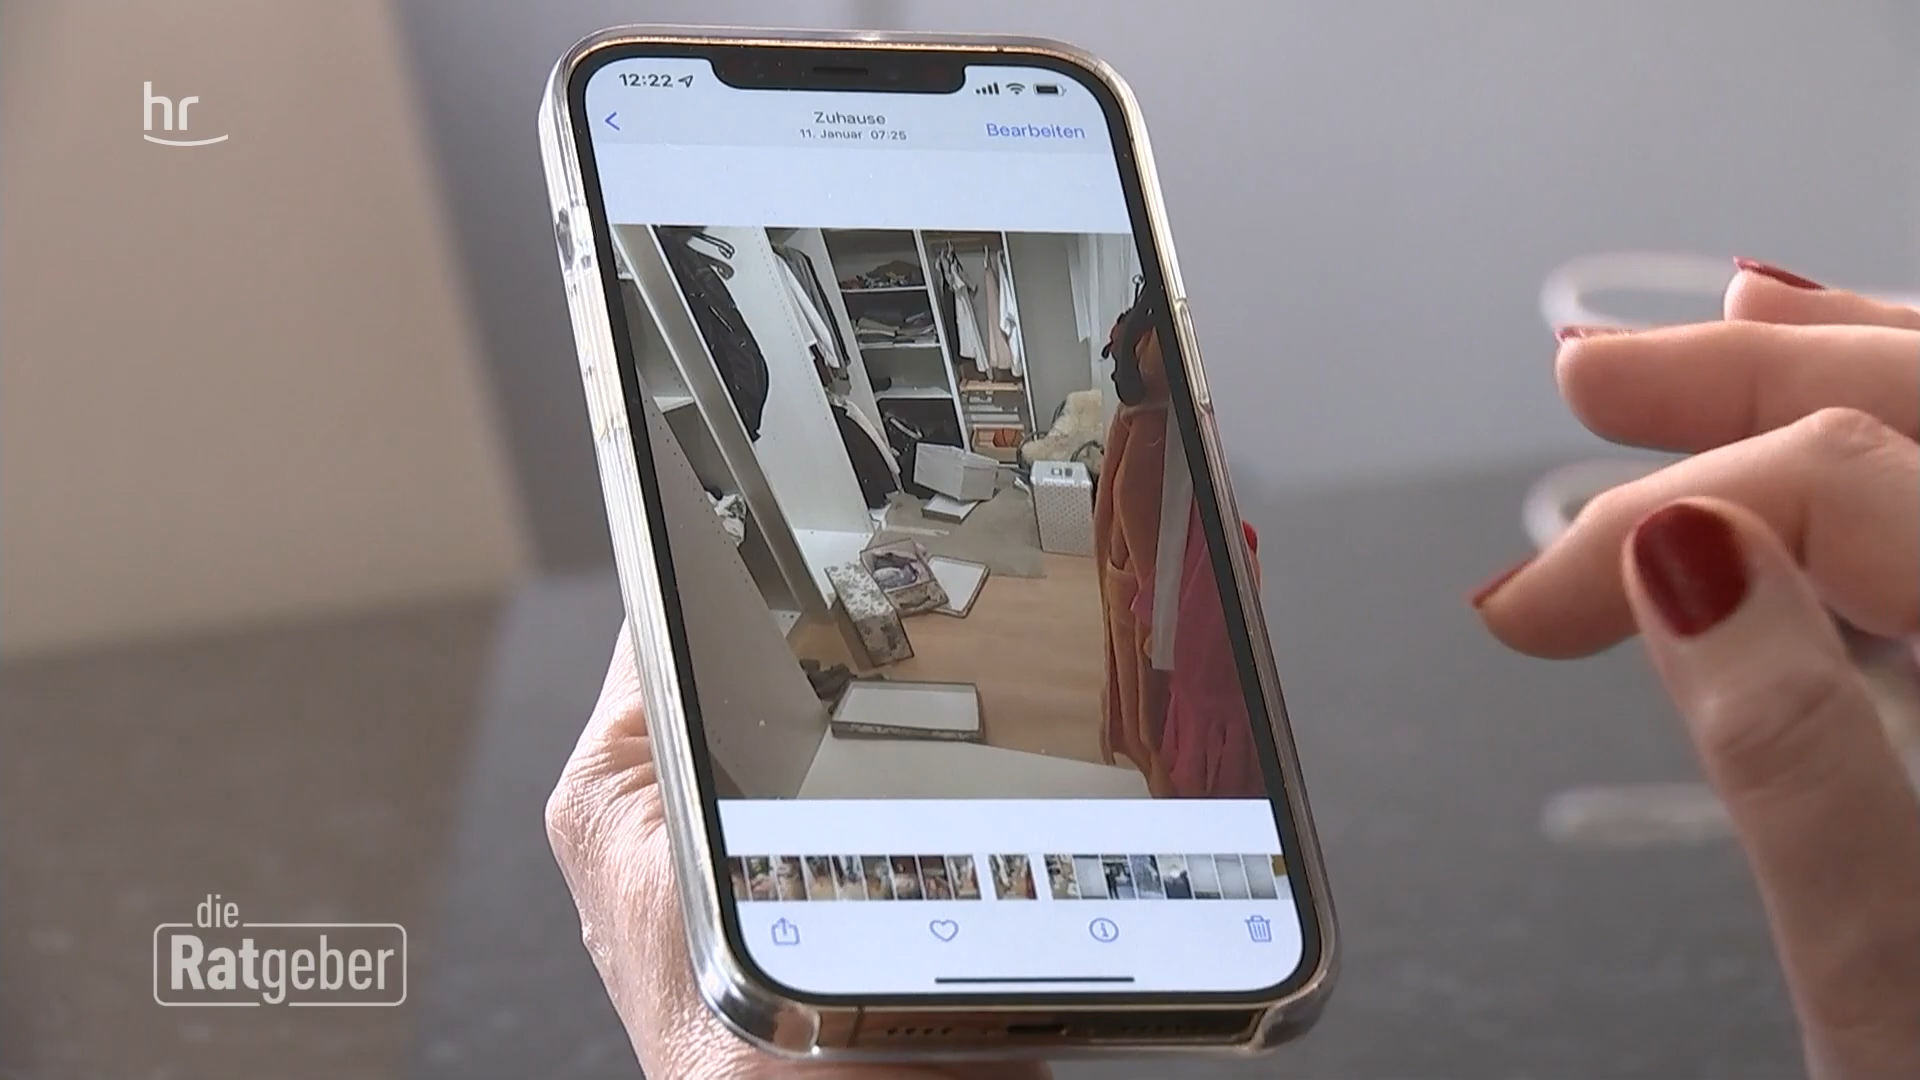 hr
12:22
Zuhause
11. Januar 07:25
Bearbeiten
die
Ratgeber